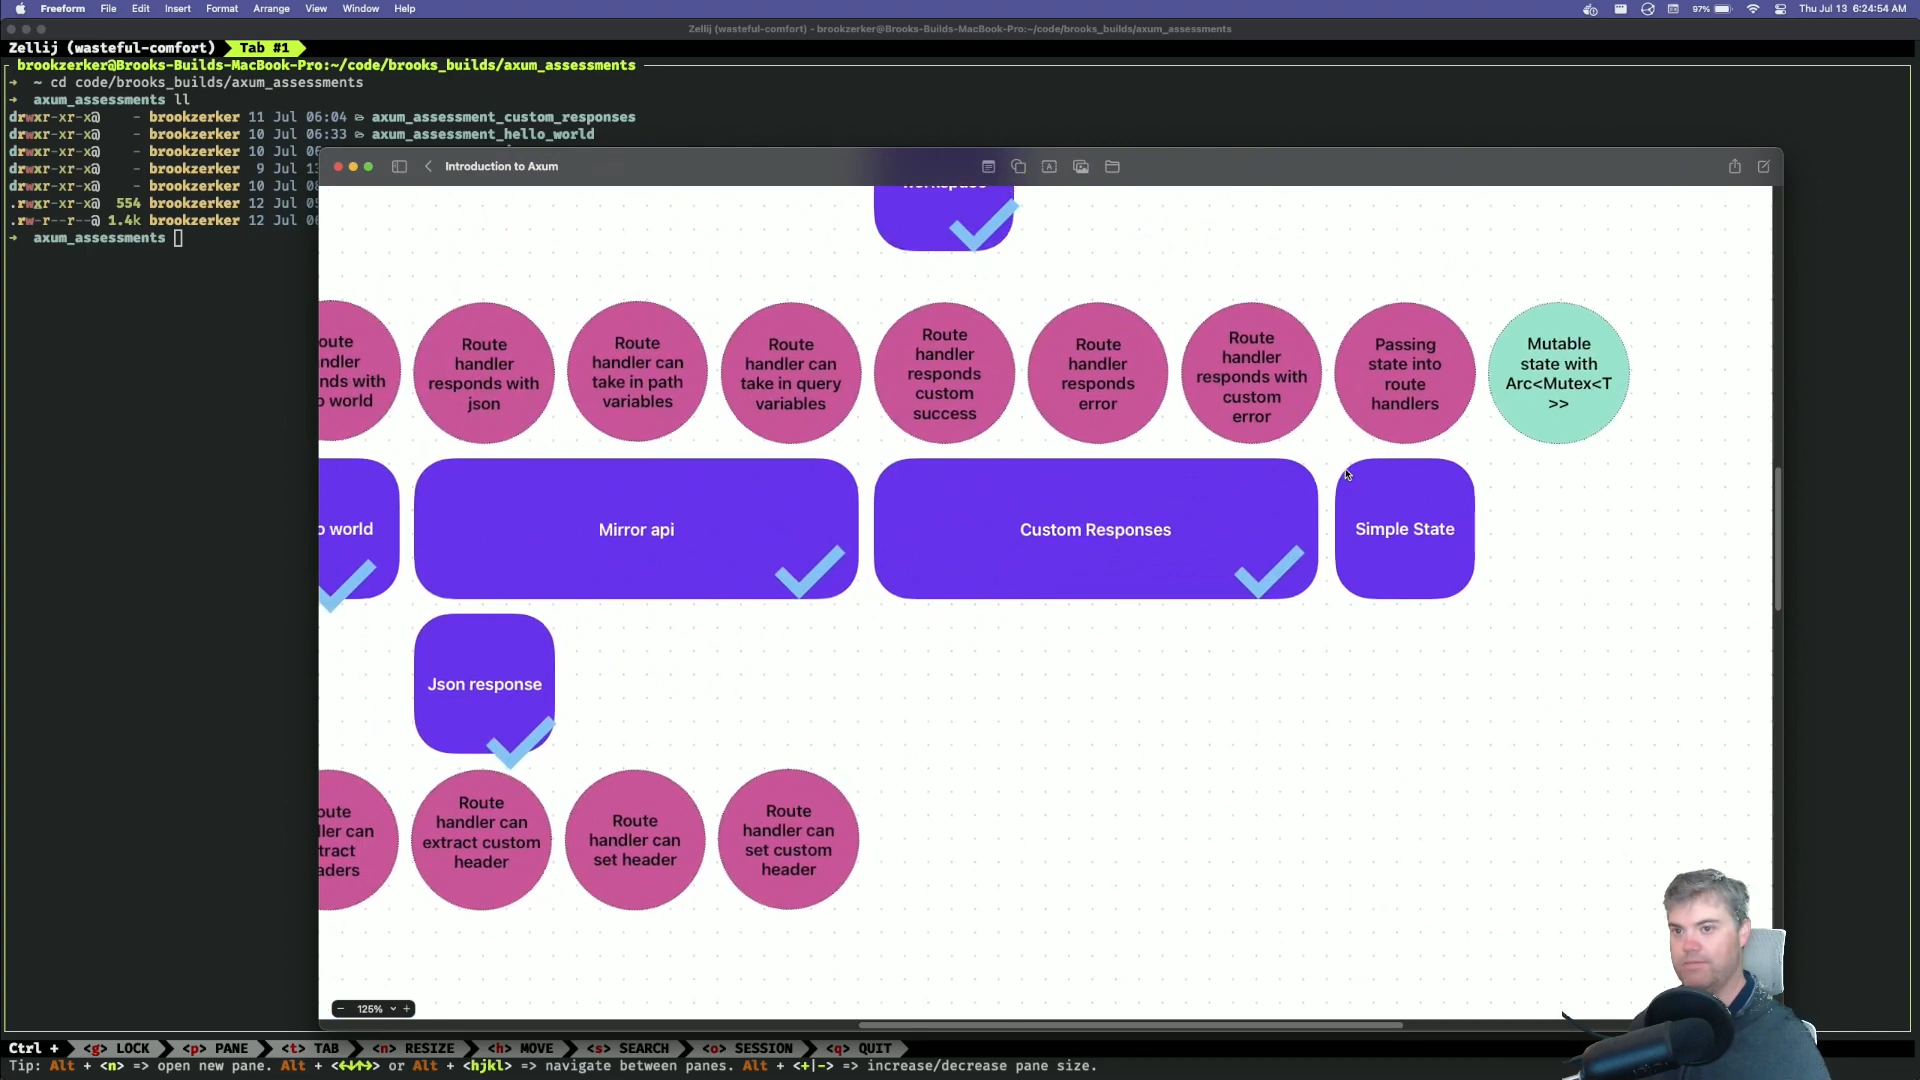 Freeform File Edit Insert Format Arrange View Window Help
97% Thu Jul 13 6:24:54 AM
Zellij (wasteful-comfort) - brookzerker@Brooks-Builds-MacBook-Pro:~/code/brooks_builds/axum_assessments
Zellij (wasteful-comfort) Tab #1
brookzerker@Brooks-Builds-MacBook-Pro:~/code/brooks_builds/axum_assessments
~ cd code/brooks_builds/axum_assessments
axum_assessments ll
drwxr-xr-x@ - brookzerker 11 Jul 06:04 axum_assessment_custom_responses
drwxr-xr-x@ - brookzerker 10 Jul 06:33 axum_assessment_hello_world
drwxr-xr-x@ - brookzerker 10 Jul
drwxr-xr-x@ - brookzerker 9 Jul
drwxr-xr-x@ - brookzerker 10 Jul
.rwxr-xr-x@ 554 brookzerker 12 Jul
.rw-r--r--@ 1.4k brookzerker 12 Jul
axum_assessments
Introduction to Axum
Route
handler
responds with
json
Route
handler can
take in path
variables
Route
handler can
take in query
variables
Route
handler
responds
custom
success
Route
handler
responds
error
Route
handler
responds with
custom
error
Passing
state into
route
handlers
Mutable
state with
Arc<Mutex<T
>>
world
Mirror api
Custom Responses
Simple State
Json response
Route
handler can
extract custom
header
Route
handler can
set header
Route
handler can
set custom
header
125%
Ctrl + <g> LOCK <p> PANE <t> TAB <n> RESIZE <h> MOVE <s> SEARCH <o> SESSION <q> QUIT
Tip: Alt + <n> => open new pane. Alt + <←↓↑→> or Alt + <hjkl> => navigate between panes. Alt + <+|-> => increase/decrease pane size.